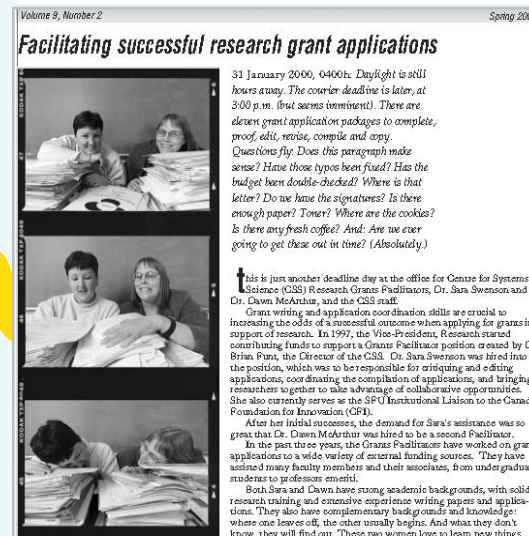 Volume 9, Number 2
Spring 200
Facilitating successful research grant applications
31 January 2000, 0400h: Daylight is still
hours away. The courier deadline is later, at
3:00 p.m. (but seems imminent). There are
eleven grant application packages to complete,
proof, edit, revise, compile and copy.
Questions fly: Does this paragraph make
sense? Have those typos been fixed? Has the
budget been double-checked? Where is that
letter? Do we have the signatures? Is there
enough paper? Toner? Where are the cookies?
Is there any fresh coffee? And: Are we ever
going to get these out in time? (Absolutely.)
this is just another deadline day at the office for Centre for Systems
Science (CSS) Research Grants Facilitators, Dr. Sara Swenson and
Dr. Dawn McArthur, and the CSS staff.
Grant writing and application coordination skills are crucial to
increasing the odds of a successful outcome when applying for grants in
support of research. In 1997, the Vice-President, Research started
contributing funds to support a Grants Facilitator position created by D
Brian Funt, the Director of the CSS. Dr. Sara Swenson was hired into
the position, which was to be responsible for critiquing and editing
applications, coordinating the compilation of applications, and bringing
researchers together to take advantage of collaborative opportunities.
She also currently serves as the SFU Institutional Liaison to the Canad
Foundation for Innovation (CFI).
After her initial successes, the demand for Sara's assistance was so
great that Dr. Dawn McArthur was hired to be a second Facilitator.
In the past three years, the Grants Facilitators have worked on gran
applications to a wide variety of external funding sources. They have
assisted many faculty members and their associates, from undergradua
students to professors emeriti.
Both Sara and Dawn have strong academic backgrounds, with solid
research training and extensive experience writing papers and applica-
tions. They also have complementary backgrounds and knowledge:
where one leaves off, the other usually begins. And what they don't
know, they will find out. These two women love to learn new things